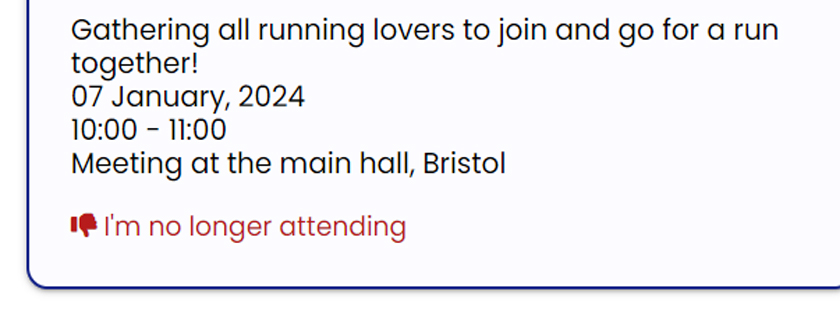 Gathering all running lovers to join and go for a run
together!
07 January, 2024
10:00 - 11:00
Meeting at the main hall, Bristol
I'm no longer attending